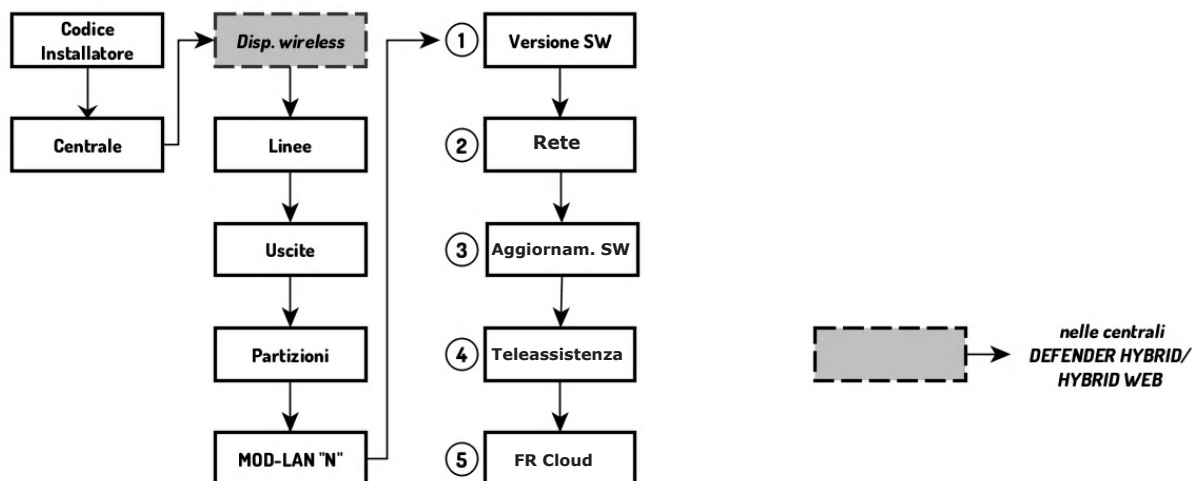 Codice
Installatore
Centrale
Disp. wireless
Linee
Uscite
Partizioni
MOD-LAN "N"
1 Versione SW
2 Rete
3 Aggiornam. SW
4 Teleassistenza
5 FR Cloud
nelle centrali
DEFENDER HYBRID/
HYBRID WEB